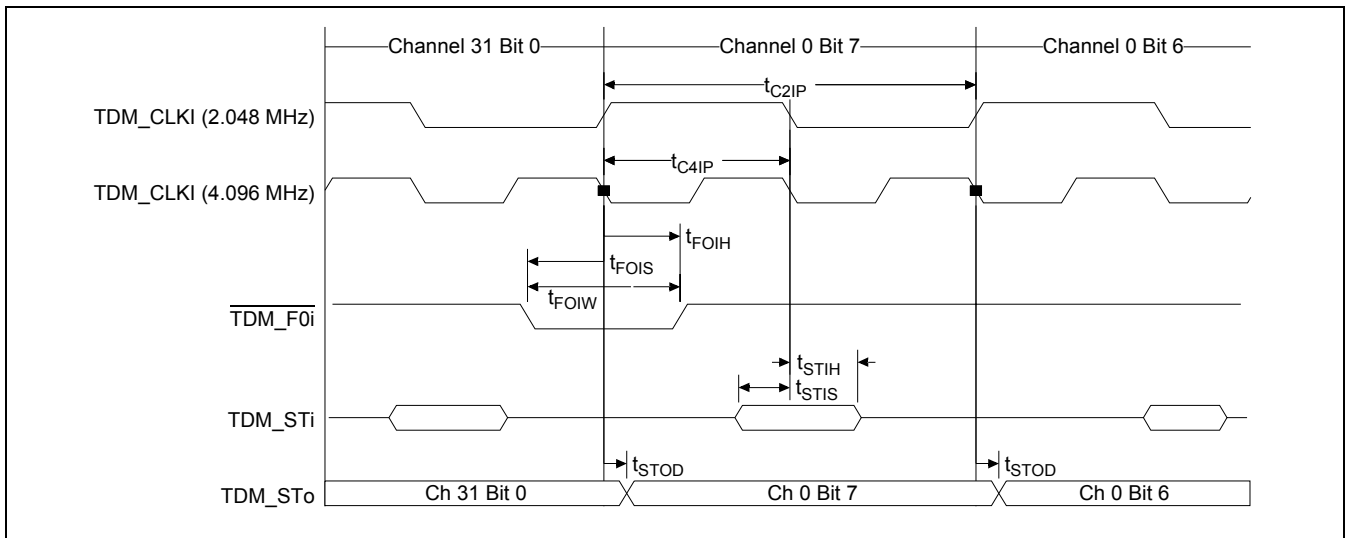 Channel 31 Bit 0 Channel 0 Bit 7 Channel 0 Bit 6
tC2IP
TDM_CLKI (2.048 MHz)
tC4IP
TDM_CLKI (4.096 MHz)
tFOIH
tFOIS
tFOIW
TDM_F0i
tSTIH
tSTIS
TDM_STi
tSTOD tSTOD
TDM_STo Ch 31 Bit 0 Ch 0 Bit 7 Ch 0 Bit 6